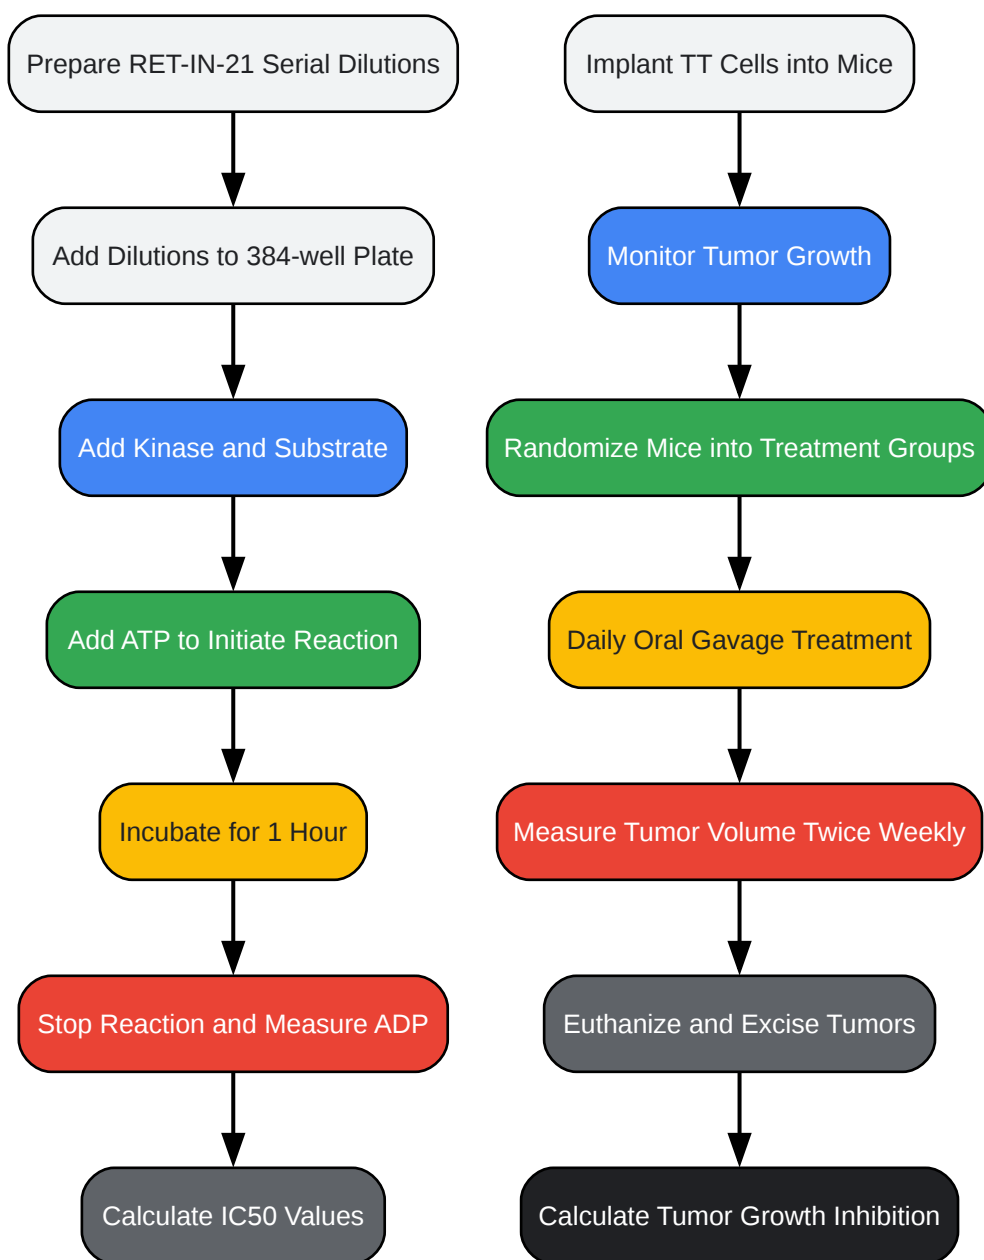 Prepare RET-IN-21 Serial Dilutions
Add Dilutions to 384-well Plate
Add Kinase and Substrate
Add ATP to Initiate Reaction
Incubate for 1 Hour
Stop Reaction and Measure ADP
Calculate IC50 Values
Implant TT Cells into Mice
Monitor Tumor Growth
Randomize Mice into Treatment Groups
Daily Oral Gavage Treatment
Measure Tumor Volume Twice Weekly
Euthanize and Excise Tumors
Calculate Tumor Growth Inhibition